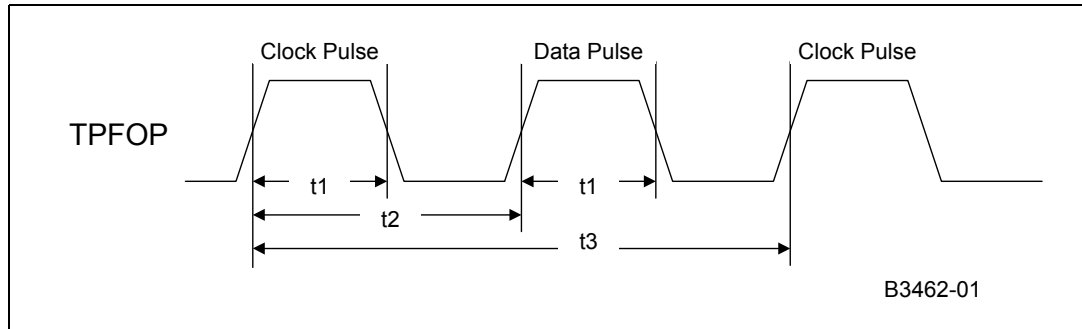 Clock Pulse Data Pulse Clock Pulse
TPFOP
t1 t1
t2
t3
B3462-01